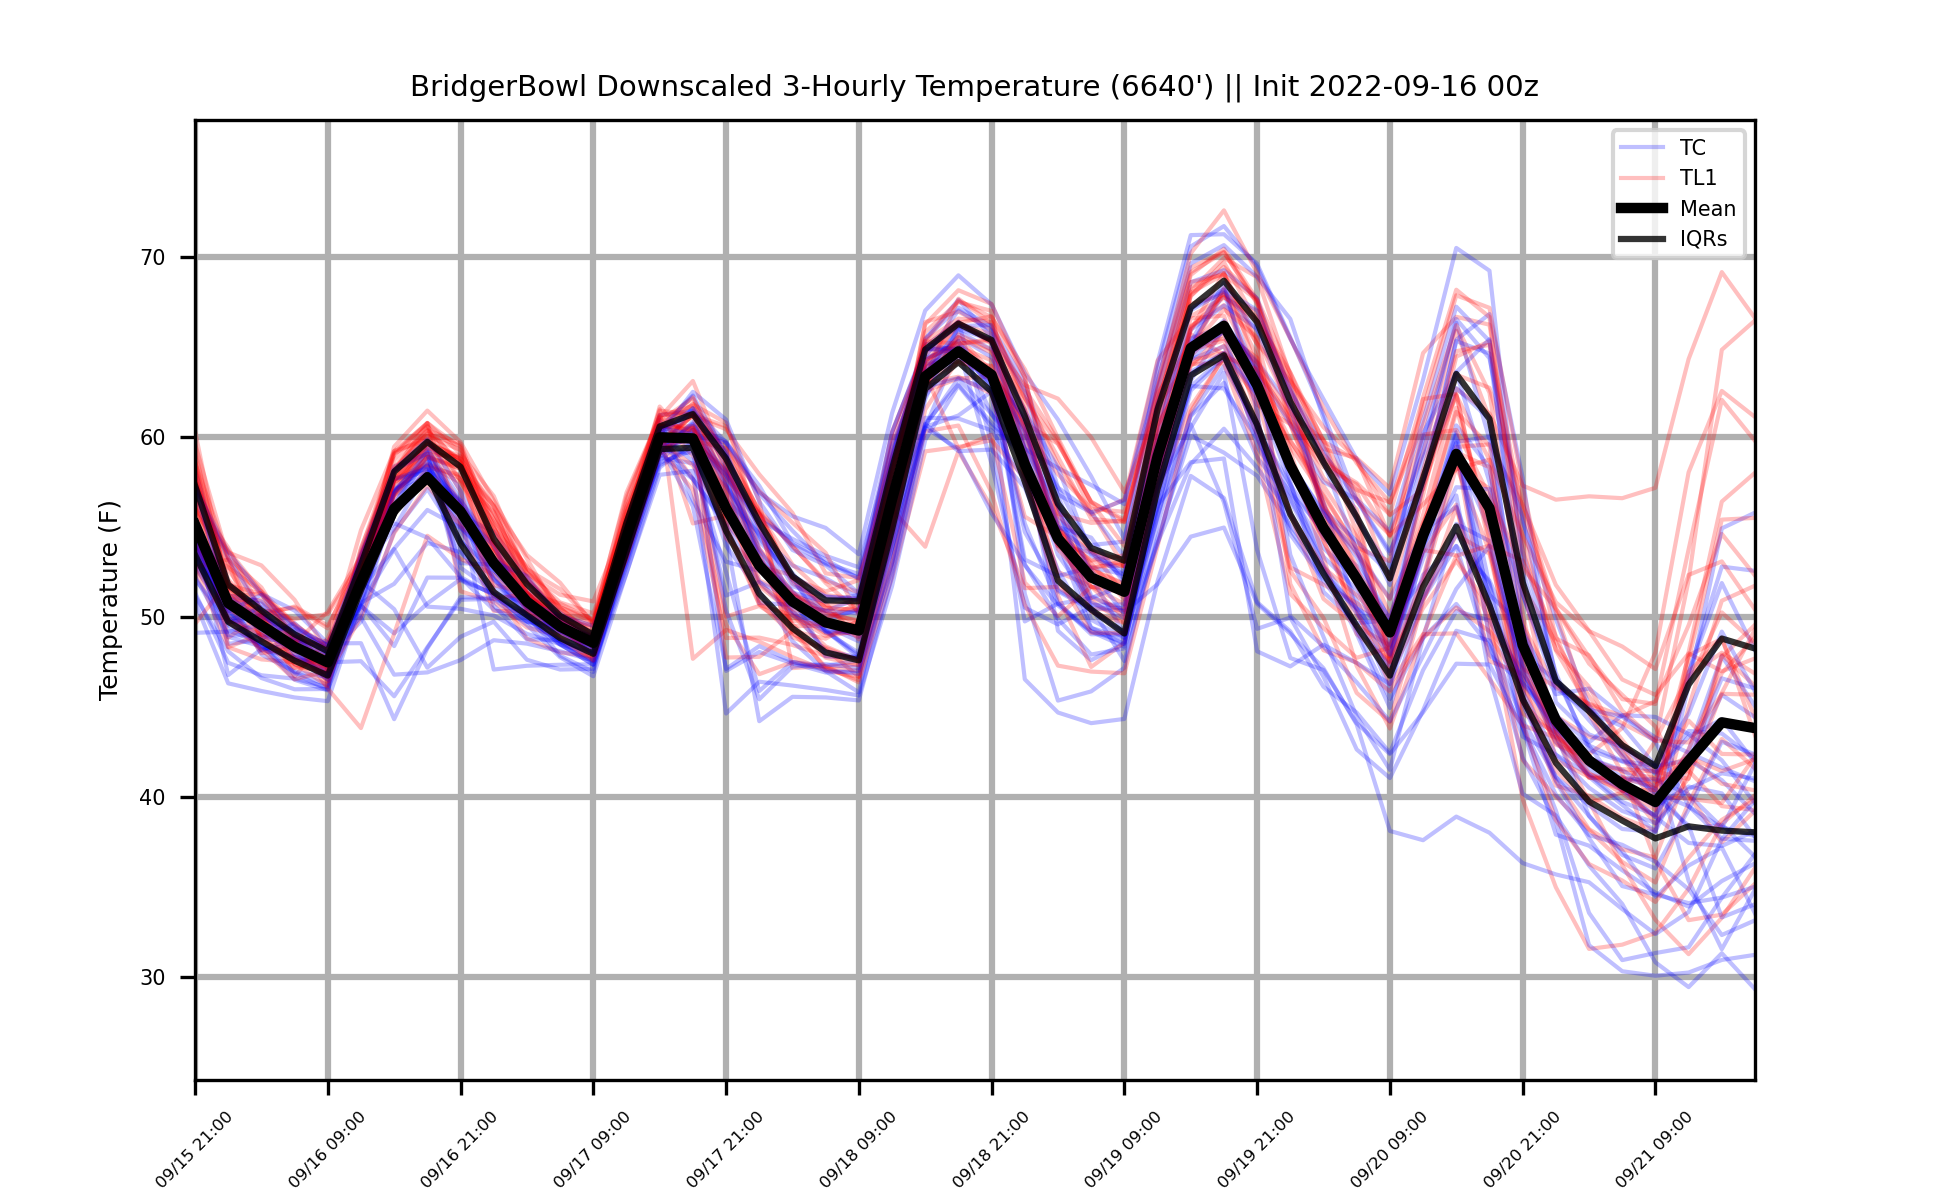 BridgerBowl Downscaled 3-Hourly Temperature (6640') || Init 2022-09-16 00z
TC
TL1
Mean
IQRs
Temperature (F)
70
60
50
40
30
09/15 21:00
09/16 09:00
09/16 21:00
09/17 09:00
09/17 21:00
09/18 09:00
09/18 21:00
09/19 09:00
09/19 21:00
09/20 09:00
09/20 21:00
09/21 09:00